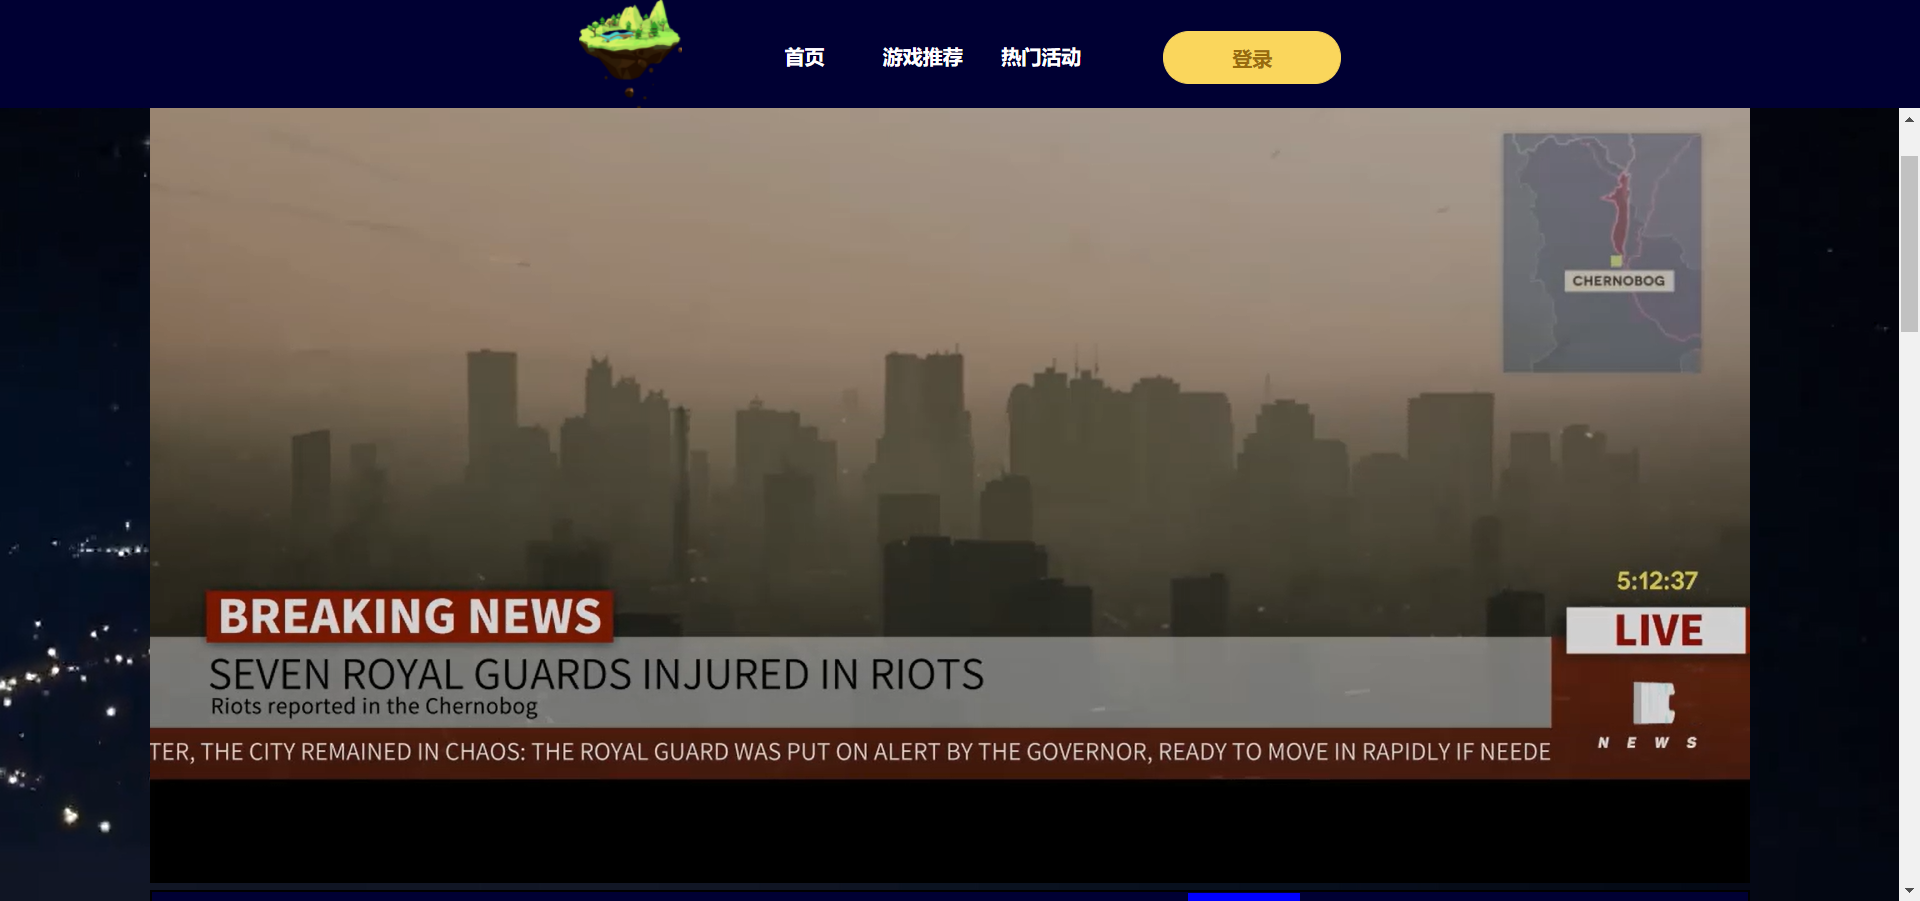 首页 游戏推荐 热门活动 登录
CHERNOBOG
5:12:37
BREAKING NEWS
LIVE
SEVEN ROYAL GUARDS INJURED IN RIOTS
Riots reported in the Chernobog
NEWS
TER, THE CITY REMAINED IN CHAOS: THE ROYAL GUARD WAS PUT ON ALERT BY THE GOVERNOR, READY TO MOVE IN RAPIDLY IF NEEDE